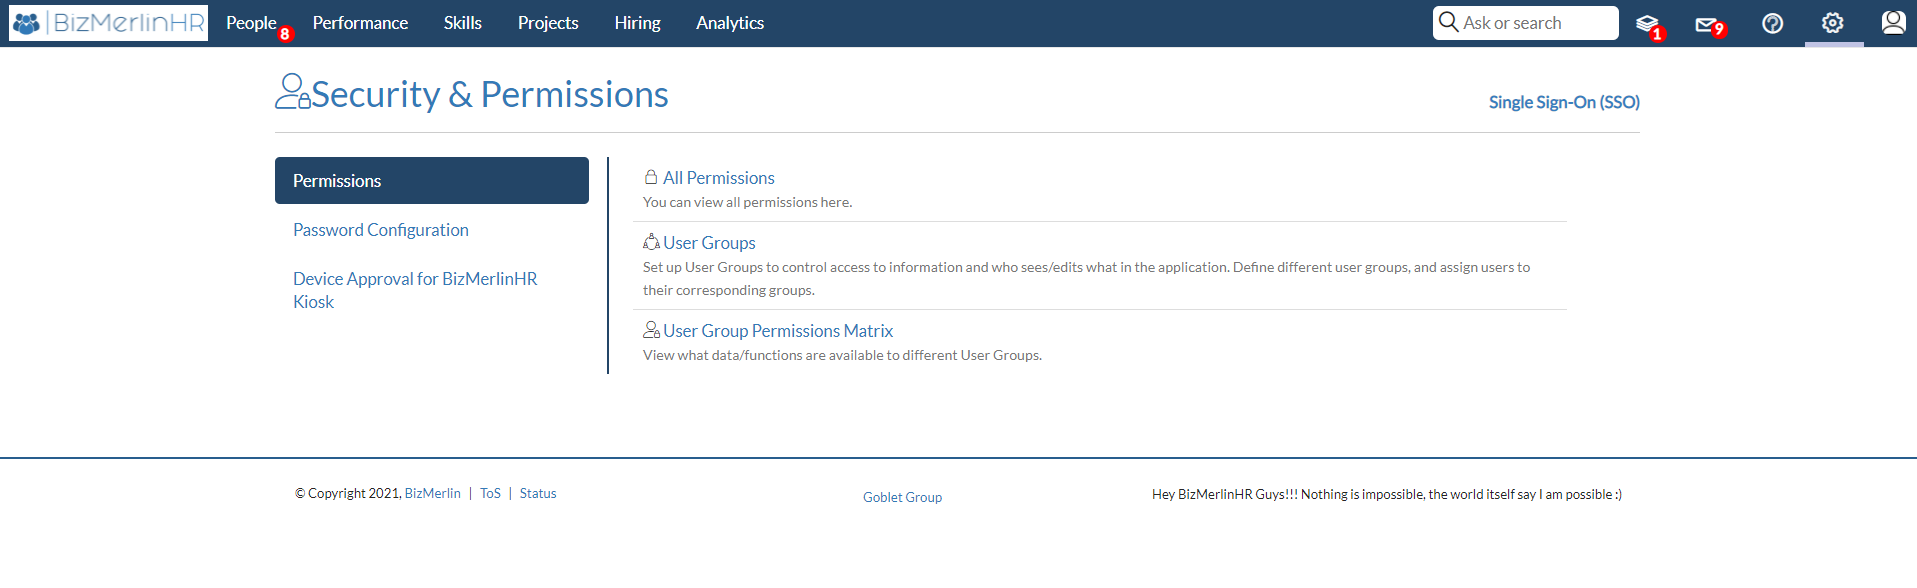 BizMerlinHR People 8 Performance Skills Projects Hiring Analytics Ask or search 1 9
Security & Permissions
Single Sign-On (SSO)
Permissions
Password Configuration
Device Approval for BizMerlinHR
Kiosk
All Permissions
You can view all permissions here.
User Groups
Set up User Groups to control access to information and who sees/edits what in the application. Define different user groups, and assign users to
their corresponding groups.
User Group Permissions Matrix
View what data/functions are available to different User Groups.
© Copyright 2021, BizMerlin | ToS | Status
Goblet Group
Hey BizMerlinHR Guys!!! Nothing is impossible, the world itself say I am possible :)